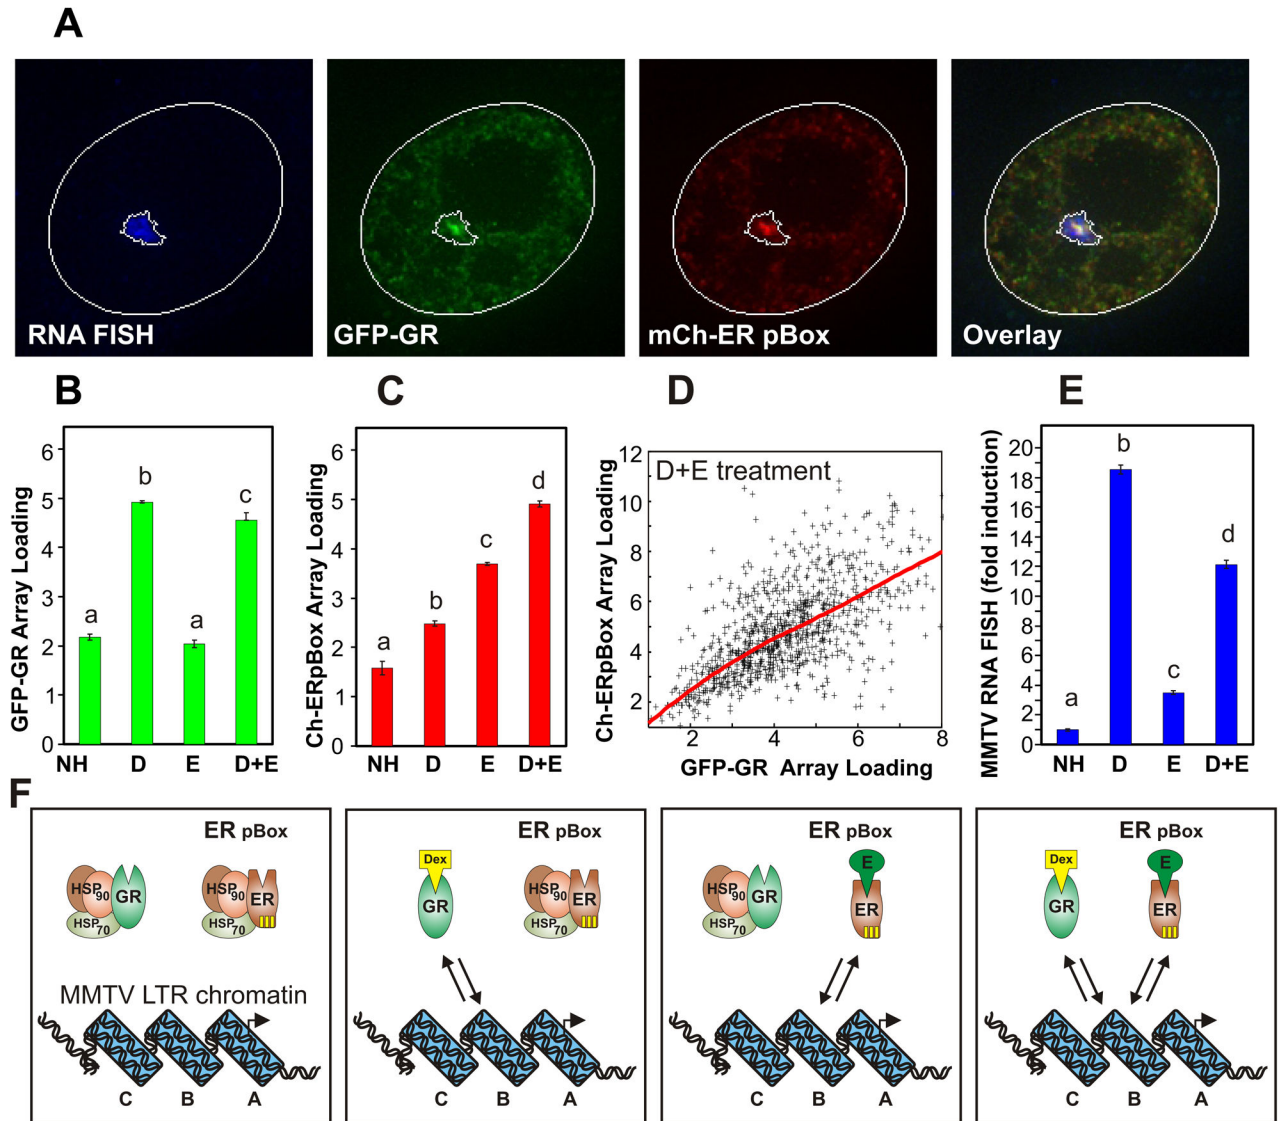 A
RNA FISH
GFP-GR
mCh-ER pBox
Overlay
B
GFP-GR Array Loading
6
5
4
3
2
1
0
a
b
a
c
NH D E D+E
C
Ch-ERpBox Array Loading
6
5
4
3
2
1
0
a
b
c
d
NH D E D+E
D
Ch-ERpBox Array Loading
D+E treatment
12
10
8
6
4
2
2 4 6 8
GFP-GR Array Loading
E
MMTV RNA FISH (fold induction)
20
18
16
14
12
10
8
6
4
2
0
a
b
c
d
NH D E D+E
F
ER pBox
HSP90
GR
HSP70
HSP90
ER
HSP70
MMTV LTR chromatin
C B A
ER pBox
Dex
GR
HSP90
ER
HSP70
C B A
ER pBox
HSP90
GR
HSP70
E
ER
C B A
ER pBox
Dex
GR
E
ER
C B A